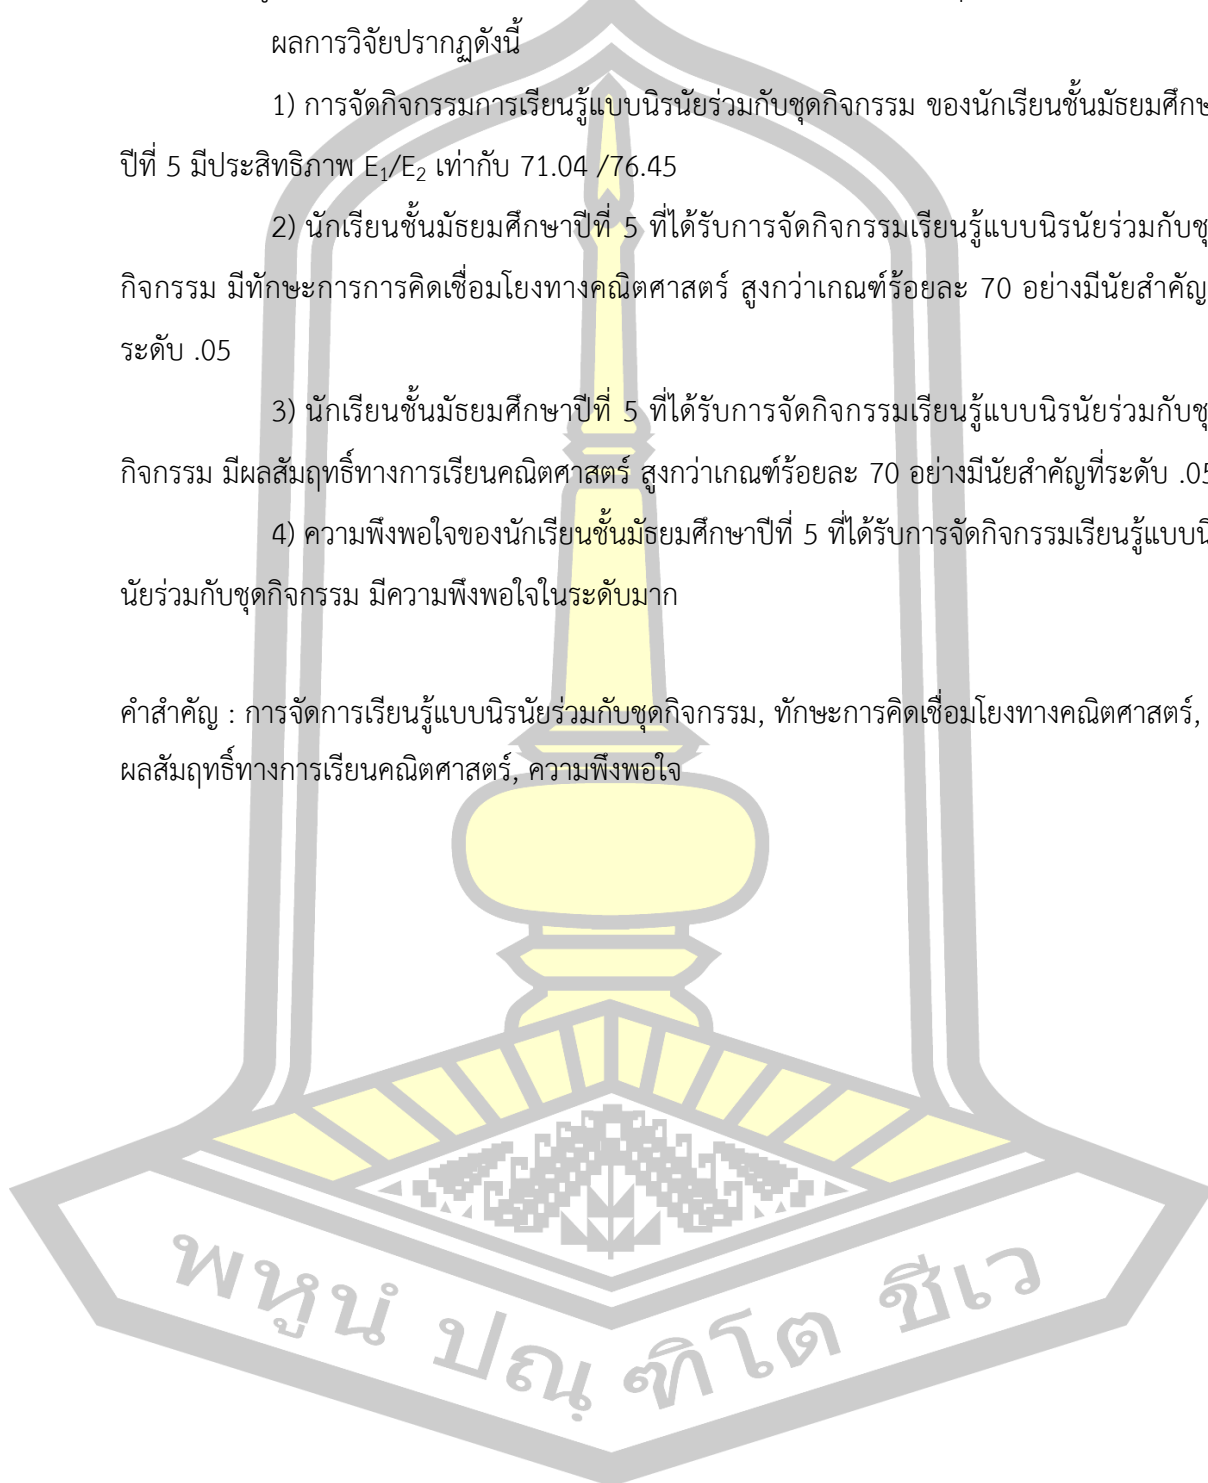 ผลการวิจัยปรากฏดังนี้
1) การจัดกิจกรรมการเรียนรู้แบบนิรนัยร่วมกับชุดกิจกรรม ของนักเรียนชั้นมัธยมศึกษ
ปีที่ 5 มีประสิทธิภาพ E₁/E₂ เท่ากับ 71.04 /76.45
2) นักเรียนชั้นมัธยมศึกษาปีที่ 5 ที่ได้รับการจัดกิจกรรมเรียนรู้แบบนิรนัยร่วมกับชุ
กิจกรรม มีทักษะการการคิดเชื่อมโยงทางคณิตศาสตร์ สูงกว่าเกณฑ์ร้อยละ 70 อย่างมีนัยสำคัญ
ระดับ .05
3) นักเรียนชั้นมัธยมศึกษาปีที่ 5 ที่ได้รับการจัดกิจกรรมเรียนรู้แบบนิรนัยร่วมกับชุ
กิจกรรม มีผลสัมฤทธิ์ทางการเรียนคณิตศาสตร์ สูงกว่าเกณฑ์ร้อยละ 70 อย่างมีนัยสำคัญที่ระดับ .05
4) ความพึงพอใจของนักเรียนชั้นมัธยมศึกษาปีที่ 5 ที่ได้รับการจัดกิจกรรมเรียนรู้แบบนิ
นัยร่วมกับชุดกิจกรรม มีความพึงพอใจในระดับมาก
คำสำคัญ : การจัดการเรียนรู้แบบนิรนัยร่วมกับชุดกิจกรรม, ทักษะการคิดเชื่อมโยงทางคณิตศาสตร์,
ผลสัมฤทธิ์ทางการเรียนคณิตศาสตร์, ความพึงพอใจ
พหูนํ ปณฺฑิโต ชีเว